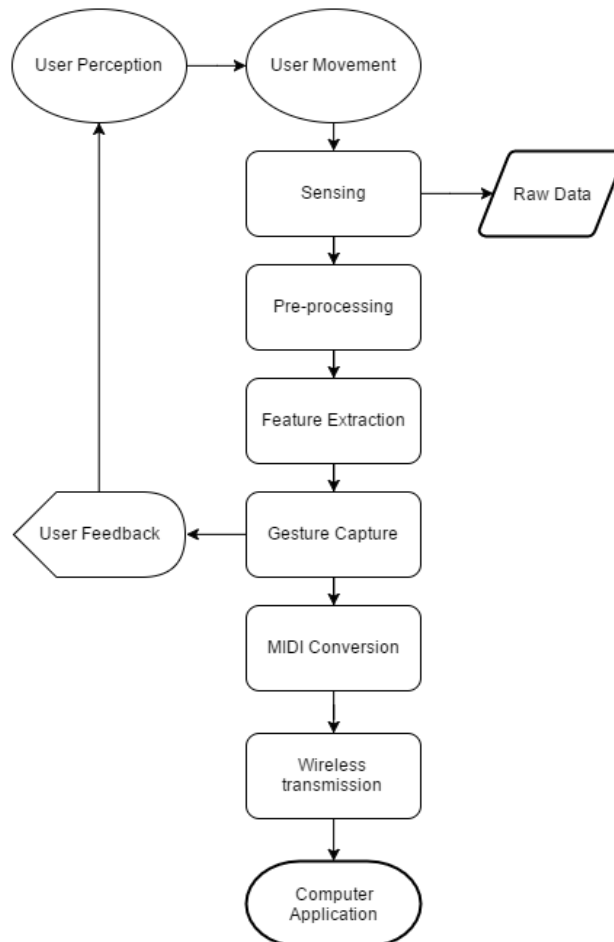 User Perception
User Movement
Sensing
Raw Data
Pre-processing
Feature Extraction
User Feedback
Gesture Capture
MIDI Conversion
Wireless
transmission
Computer
Application